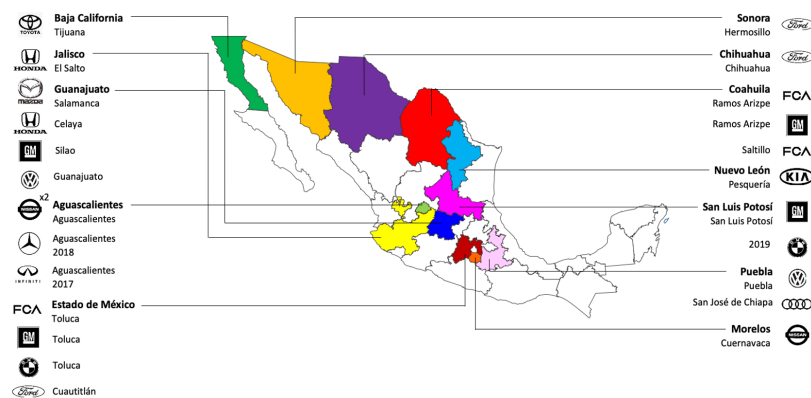 TOYOTA
Baja California
Tijuana
HONDA
Jalisco
El Salto
mazda
Guanajuato
Salamanca
HONDA
Celaya
GM
Silao
Guanajuato
NISSAN
x2
Aguascalientes
Aguascalientes
Aguascalientes
2018
INFINITI
Aguascalientes
2017
FCA
Estado de México
Toluca
GM
Toluca
Toluca
Ford
Cuautitlán
Sonora
Hermosillo
Ford
Chihuahua
Chihuahua
Ford
Coahuila
Ramos Arizpe
FCA
Ramos Arizpe
GM
Saltillo
FCA
Nuevo León
Pesquería
KIA
San Luis Potosí
San Luis Potosí
GM
2019
Puebla
Puebla
San José de Chiapa
Morelos
Cuernavaca
NISSAN